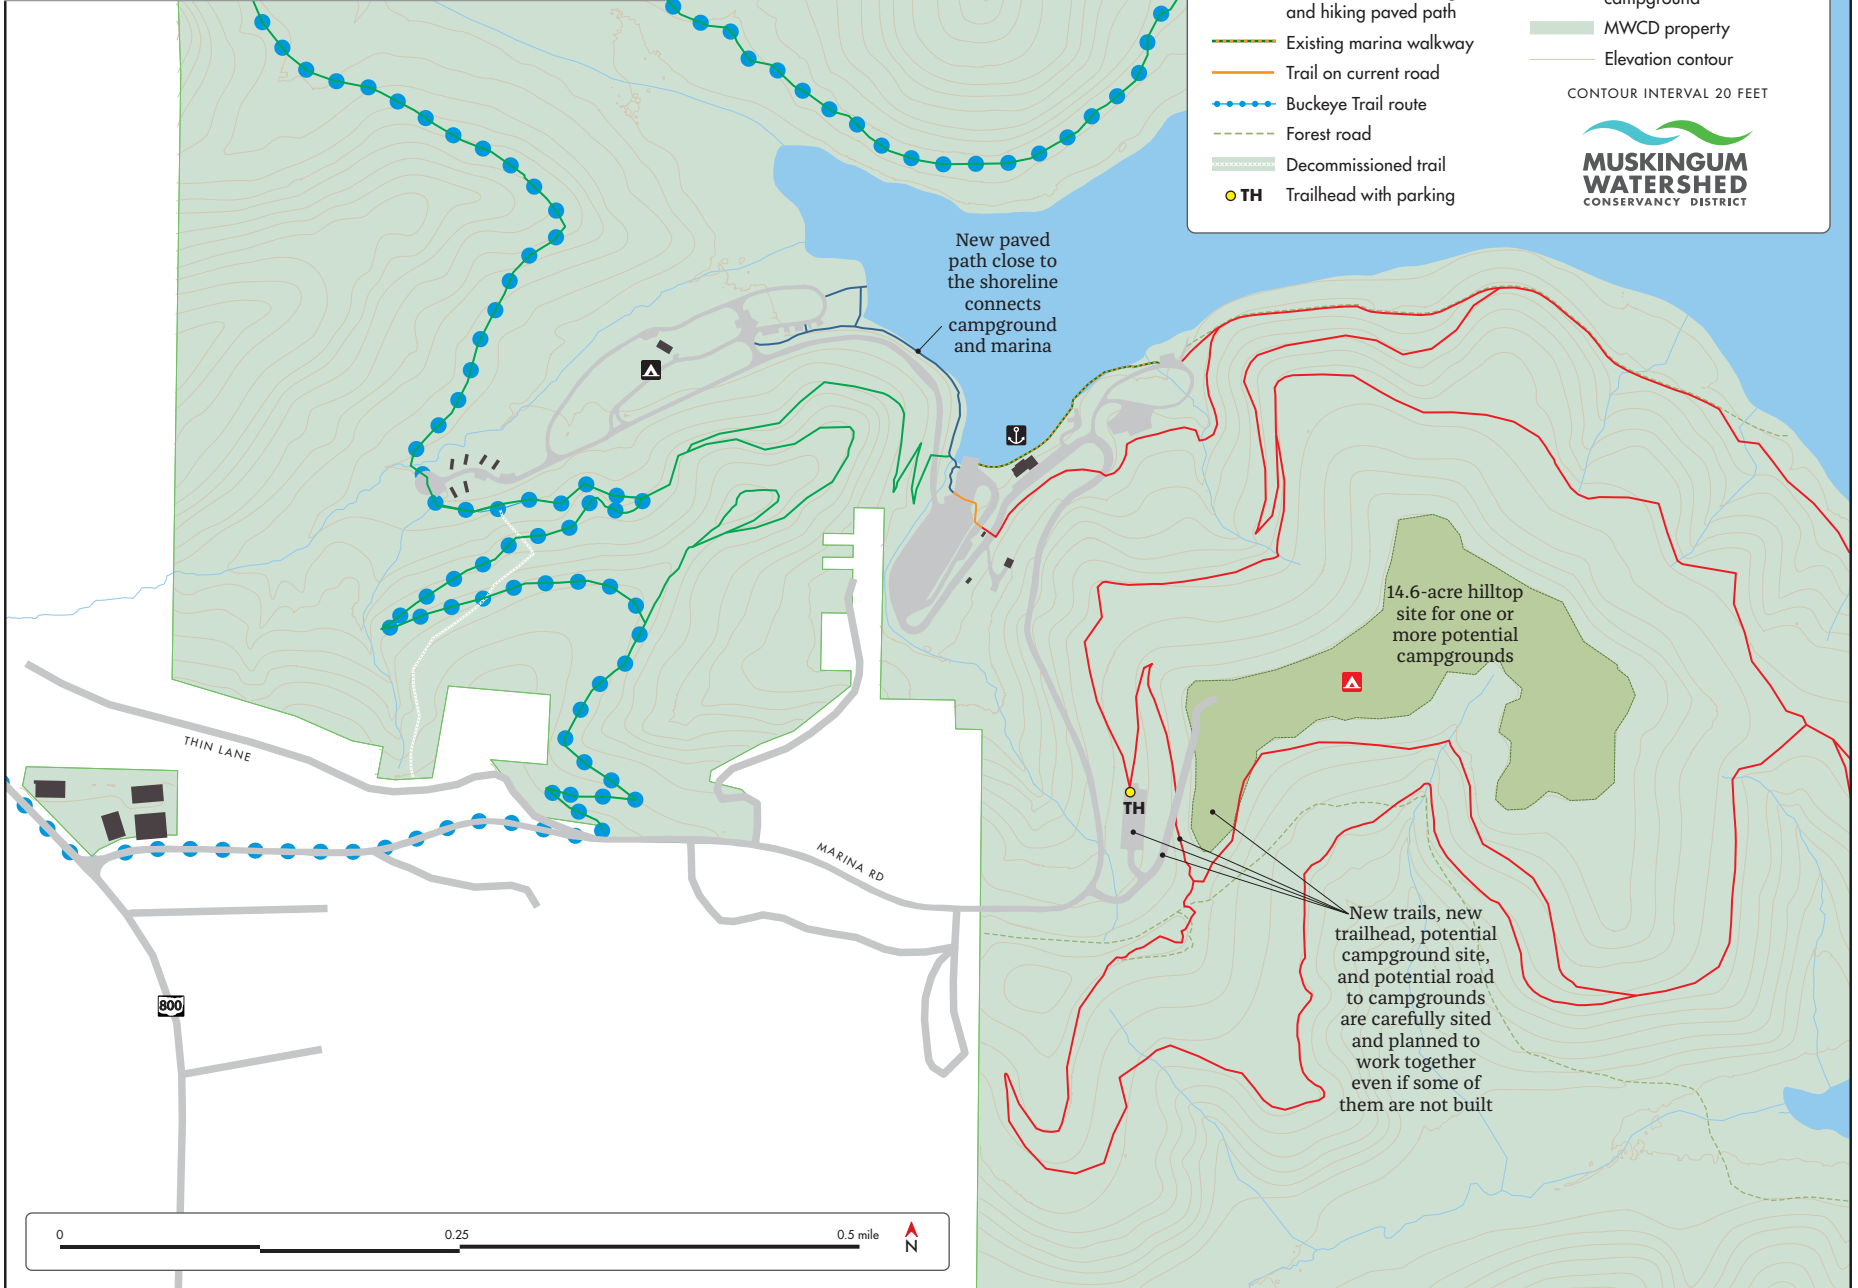 and hiking paved path
Existing marina walkway
Trail on current road
Buckeye Trail route
Forest road
Decommissioned trail
TH Trailhead with parking
campground
MWCD property
Elevation contour
CONTOUR INTERVAL 20 FEET
MUSKINGUM
WATERSHED
CONSERVANCY DISTRICT
New paved
path close to
the shoreline
connects
campground
and marina
14.6-acre hilltop
site for one or
more potential
campgrounds
TH
THIN LANE
MARINA RD
800
New trails, new
trailhead, potential
campground site,
and potential road
to campgrounds
are carefully sited
and planned to
work together
even if some of
them are not built
0 0.25 0.5 mile
N